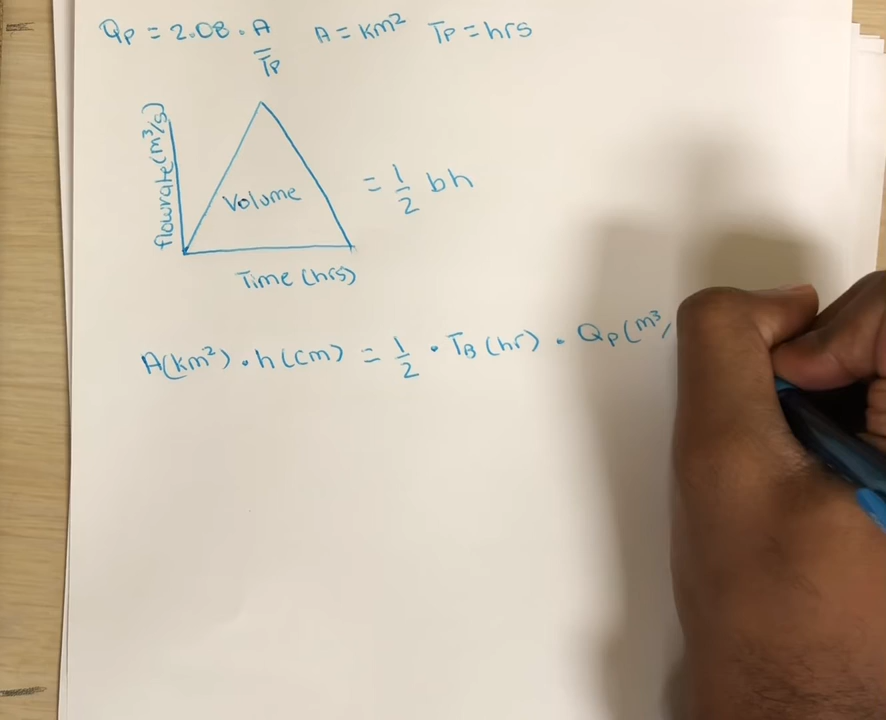 Qp = 2.08 · A/Tp A = km² Tp = hrs
flowrate (m³/s)
Volume
= 1/2 bh
Time (hrs)
A(km²) · h(cm) = 1/2 · TB (hr) · Qp (m³/